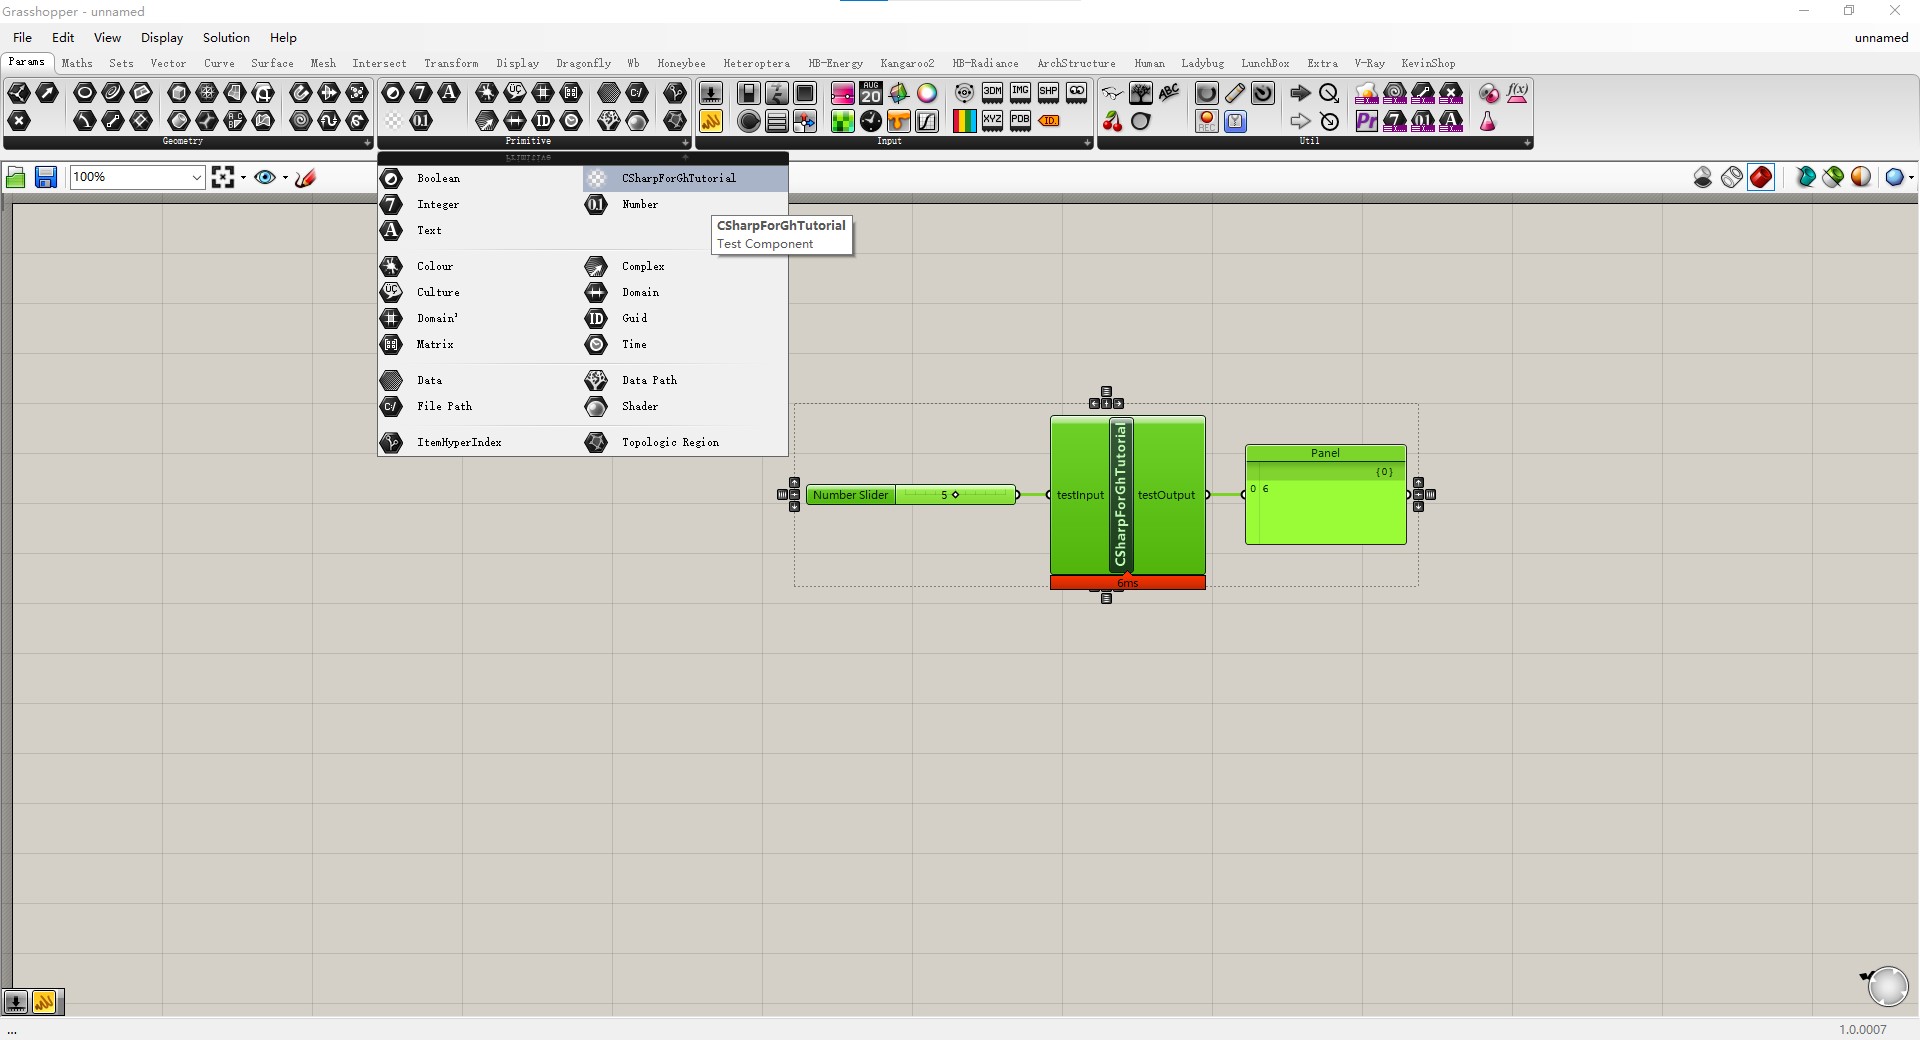 Grasshopper - unnamed
File Edit View Display Solution Help unnamed
Params Maths Sets Vector Curve Surface Mesh Intersect Transform Display Dragonfly Wb Honeybee Heteroptera HB-Energy Kangaroo2 HB-Radiance ArchStructure Human Ladybug LunchBox Extra V-Ray KevinShop
Geometry Primitive Input Util
Primitive
100%
Boolean CSharpForGhTutorial
Integer Number
Text
CSharpForGhTutorial
Test Component
Colour Complex
Culture Domain
Domain² Guid
Matrix Time
Data Data Path
File Path Shader
ItemHyperIndex Topologic Region
Number Slider 5
testInput CSharpForGhTutorial testOutput
6ms
Panel
{0}
0 6
...
1.0.0007